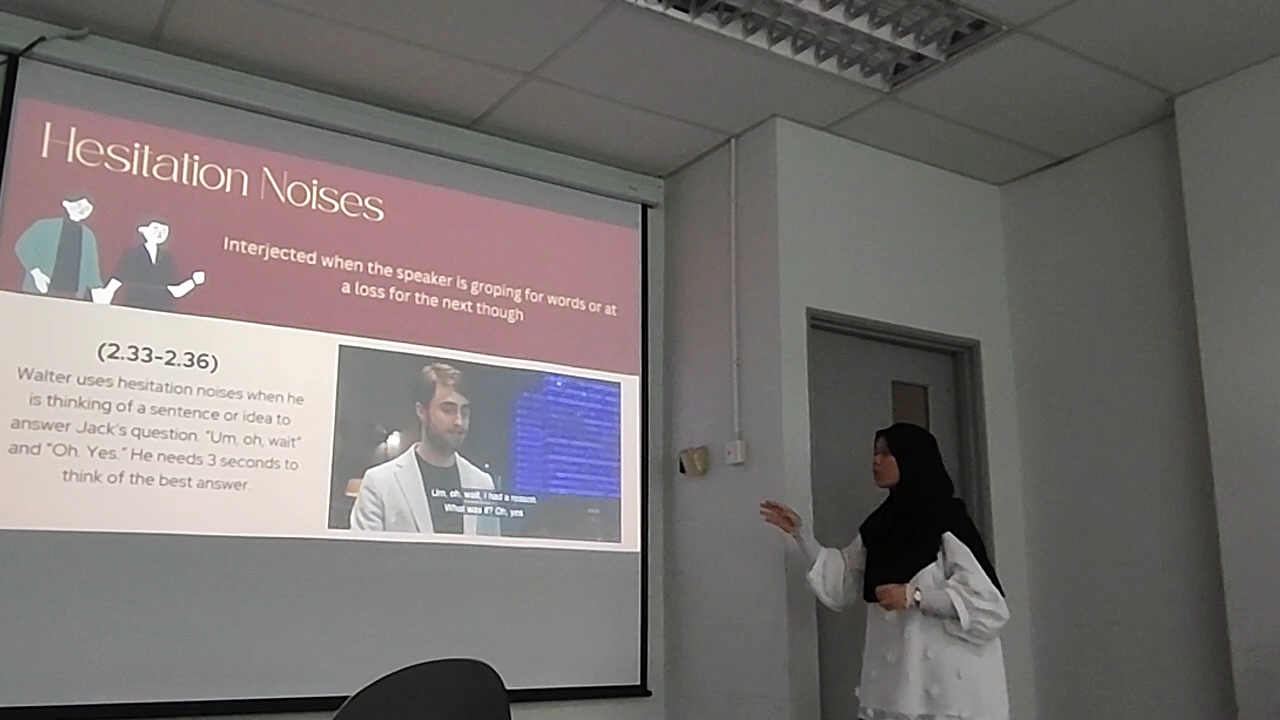 Hesitation Noises
Interjected when the speaker is groping for words or at
a loss for the next though
(2.33-2.36)
Walter uses hesitation noises when he
is thinking of a sentence or idea to
answer Jack's question. "Um, oh, wait"
and "Oh. Yes." He needs 3 seconds to
think of the best answer.
Um, oh, wait, I had a reason.
What was it? Oh, yes